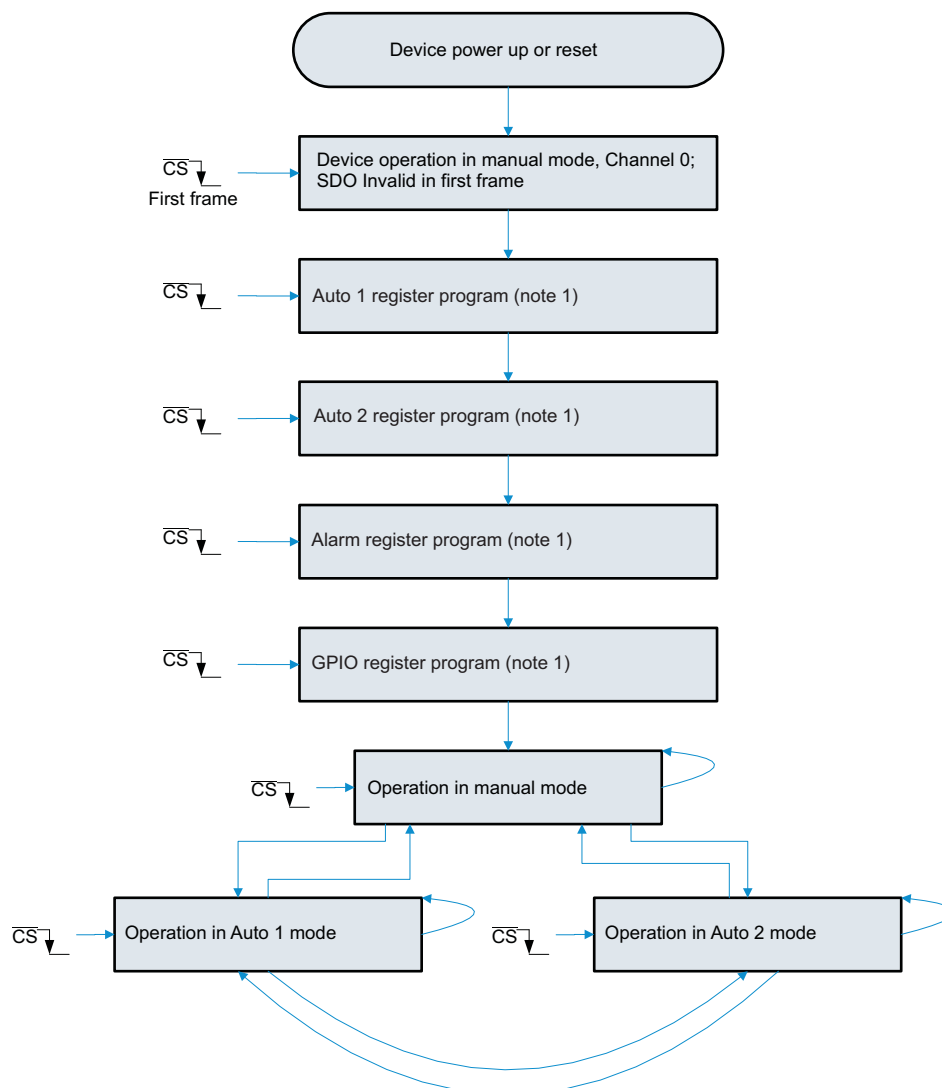 Device power up or reset
CS
First frame
Device operation in manual mode, Channel 0;
SDO Invalid in first frame
CS
Auto 1 register program (note 1)
CS
Auto 2 register program (note 1)
CS
Alarm register program (note 1)
CS
GPIO register program (note 1)
CS
Operation in manual mode
CS
Operation in Auto 1 mode
CS
Operation in Auto 2 mode